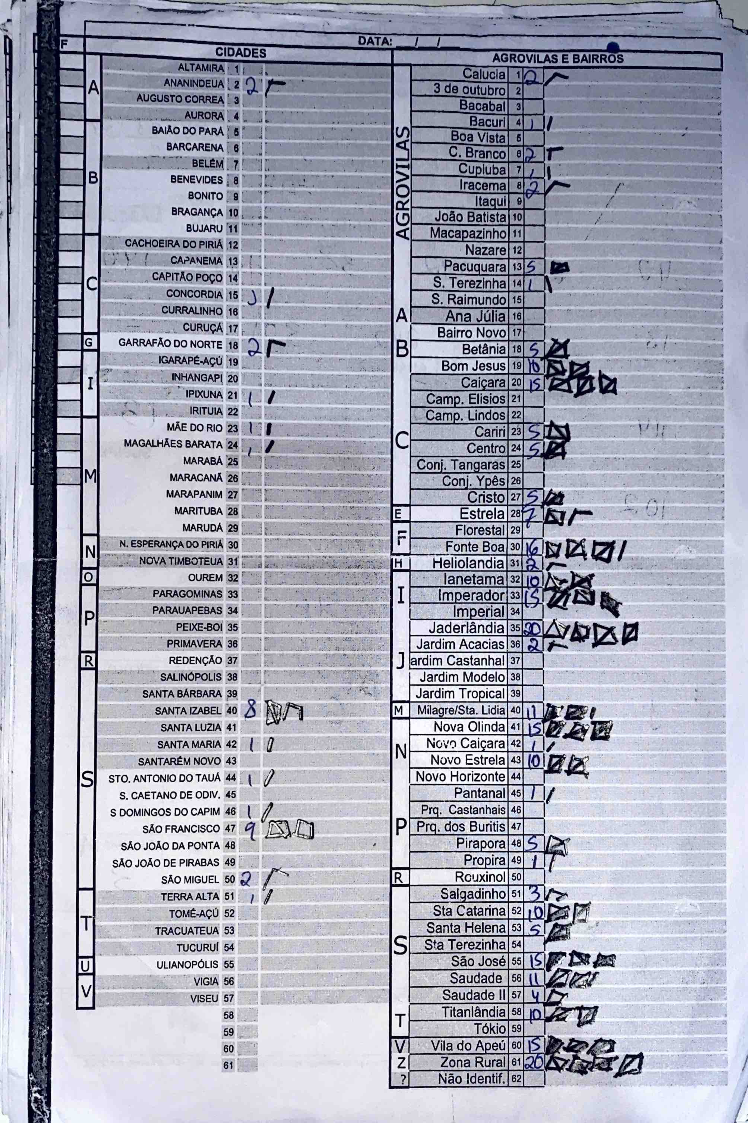 F
DATA: __/__/
CIDADES
A
ALTAMIRA 1
ANANINDEUA 2 2
AUGUSTO CORREA 3
AURORA 4
B
BAIÃO DO PARÁ 5
BARCARENA 6
BELÉM 7
BENEVIDES 8
BONITO 9
BRAGANÇA 10
BUJARU 11
C
CACHOEIRA DO PIRIÁ 12
CAPANEMA 13
CAPITÃO POÇO 14
CONCORDIA 15
CURRALINHO 16
CURUÇÁ 17
G
GARRAFÃO DO NORTE 18 2
I
IGARAPÉ-AÇÚ 19
INHANGAPI 20
IPIXUNA 21 1
IRITUIA 22
M
MÃE DO RIO 23 1
MAGALHÃES BARATA 24 1
MARABÁ 25
MARACANÃ 26
MARAPANIM 27
MARITUBA 28
MARUDÁ 29
N
N. ESPERANÇA DO PIRIÁ 30
NOVA TIMBOTEUA 31
O
OUREM 32
P
PARAGOMINAS 33
PARAUAPEBAS 34
PEIXE-BOI 35
PRIMAVERA 36
R
REDENÇÃO 37
S
SALINÓPOLIS 38
SANTA BÁRBARA 39
SANTA IZABEL 40 8
SANTA LUZIA 41
SANTA MARIA 42 1
SANTARÉM NOVO 43
STO. ANTONIO DO TAUÁ 44 1
S. CAETANO DE ODIV. 45
S DOMINGOS DO CAPIM 46 1
SÃO FRANCISCO 47 9
SÃO JOÃO DA PONTA 48
SÃO JOÃO DE PIRABAS 49
SÃO MIGUEL 50 2
T
TERRA ALTA 51 1
TOMÉ-AÇÚ 52
TRACUATEUA 53
TUCURUÍ 54
U
ULIANÓPOLIS 55
V
VIGIA 56
VISEU 57
58
59
60
61
AGROVILAS E BAIRROS
AGROVILAS
Calucia 1 2
3 de outubro 2
Bacabal 3
Bacuri 4 1
Boa Vista 5
C. Branco 6 2
Cupiuba 7 1
Iracema 8 2
Itaqui 9
João Batista 10
Macapazinho 11
Nazare 12
Pacuquara 13 5
S. Terezinha 14 1
S. Raimundo 15
A
Ana Júlia 16
B
Bairro Novo 17
Betânia 18 5
Bom Jesus 19 10
C
Caiçara 20 15
Camp. Elisios 21
Camp. Lindos 22
Cariri 23 5
Centro 24 5
Conj. Tangaras 25
Conj. Ypês 26
Cristo 27 5
E
Estrela 28 7
F
Florestal 29
Fonte Boa 30 16
H
Heliolandia 31 2
I
Ianetama 32 10
Imperador 33 15
Imperial 34
J
Jaderlândia 35 20
Jardim Acacias 36 2
Jardim Castanhal 37
Jardim Modelo 38
Jardim Tropical 39
M
Milagre/Sta. Lidia 40 11
N
Nova Olinda 41 15
Novo Caiçara 42 1
Novo Estrela 43 10
Novo Horizonte 44
P
Pantanal 45 1
Prq. Castanhais 46
Prq. dos Buritis 47
Pirapora 48 5
Propira 49 1
R
Rouxinol 50
S
Salgadinho 51 3
Sta Catarina 52 10
Santa Helena 53 5
Sta Terezinha 54
São José 55 15
Saudade 56 11
Saudade II 57 4
T
Titanlândia 58 10
Tókio 59
V
Vila do Apeú 60 15
Z
Zona Rural 61 20
?
Não Identif. 62